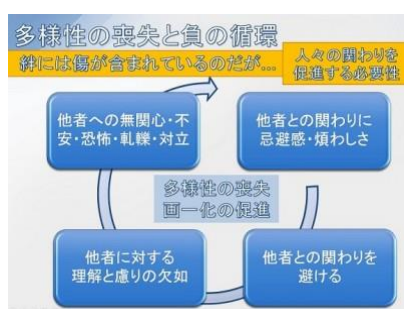 多様性の喪失と負の循環
絆には傷が含まれているのだが…
人々の関わりを
促進する必要性
他者への無関心・不
安・恐怖・軋轢・対立
他者との関わりに
忌避感・煩わしさ
多様性の喪失
画一化の促進
他者に対する
理解と慮りの欠如
他者との関わりを
避ける